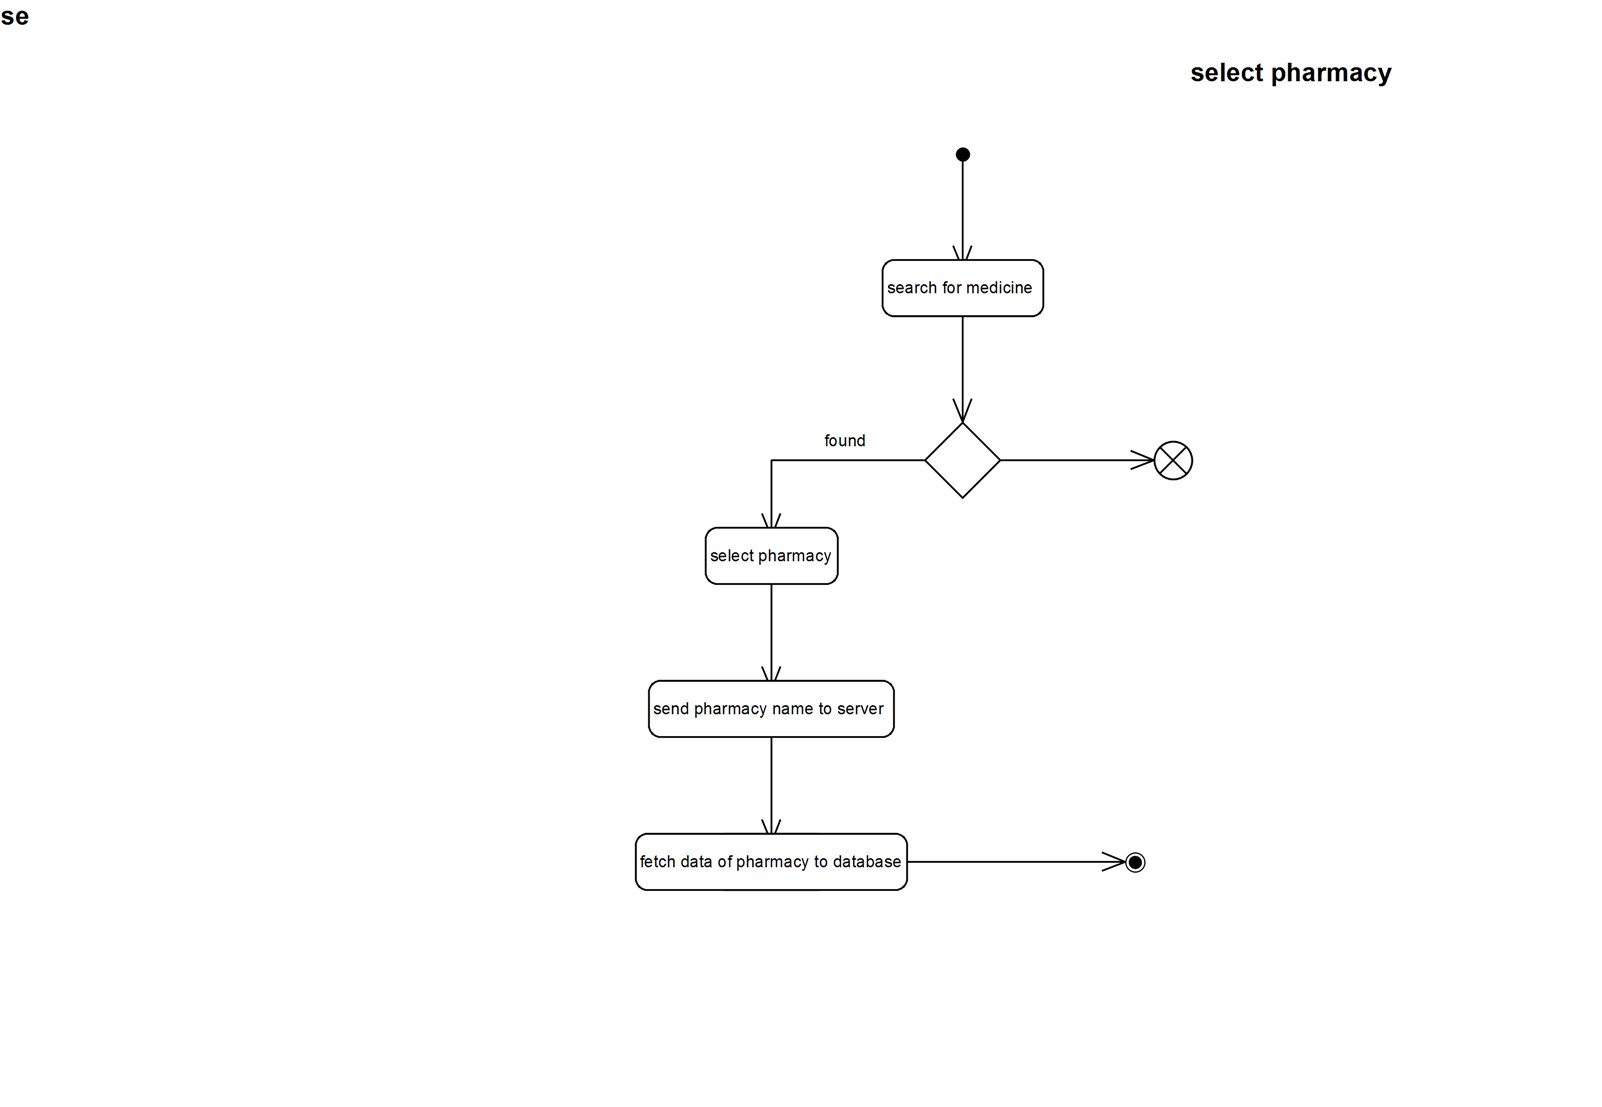 se
select pharmacy
search for medicine
found
select pharmacy
send pharmacy name to server
fetch data of pharmacy to database